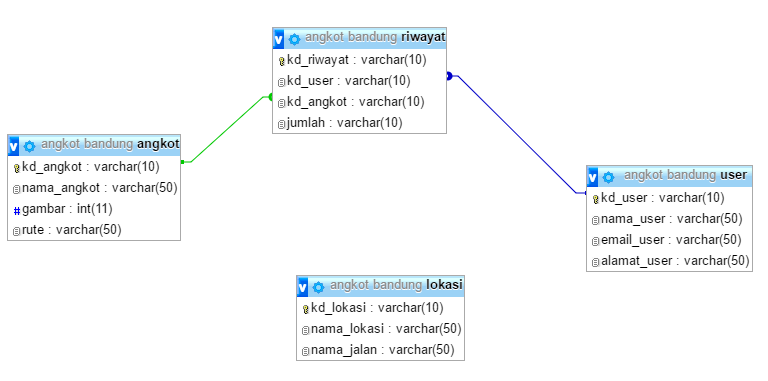 angkot bandung riwayat
kd_riwayat : varchar(10)
kd_user : varchar(10)
kd_angkot : varchar(10)
jumlah : varchar(10)
angkot bandung angkot
kd_angkot : varchar(10)
nama_angkot : varchar(50)
gambar : int(11)
rute : varchar(50)
angkot bandung user
kd_user : varchar(10)
nama_user : varchar(50)
email_user : varchar(50)
alamat_user : varchar(50)
angkot bandung lokasi
kd_lokasi : varchar(10)
nama_lokasi : varchar(50)
nama_jalan : varchar(50)